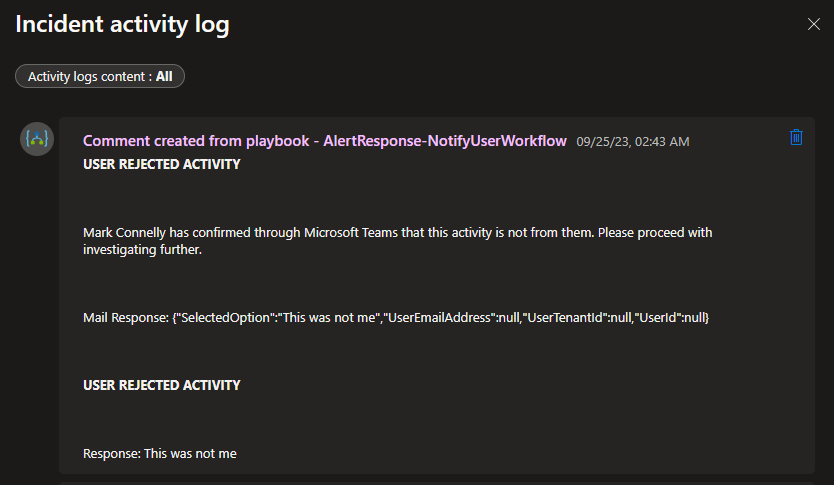 Incident activity log
Activity logs content : All
Comment created from playbook - AlertResponse-NotifyUserWorkflow 09/25/23, 02:43 AM
USER REJECTED ACTIVITY
Mark Connelly has confirmed through Microsoft Teams that this activity is not from them. Please proceed with
investigating further.
Mail Response: {"SelectedOption":"This was not me","UserEmailAddress":null,"UserTenantId":null,"UserId":null}
USER REJECTED ACTIVITY
Response: This was not me